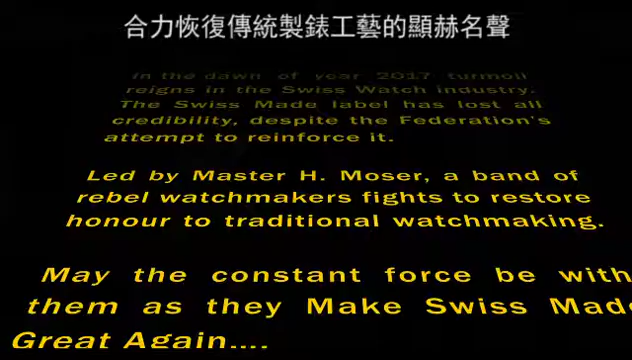 合力恢復傳統製錶工藝的顯赫名聲
In the dawn of year 2017 turmoil
reigns in the Swiss Watch industry.
The Swiss Made label has lost all
credibility, despite the Federation's
attempt to reinforce it.
Led by Master H. Moser, a band of
rebel watchmakers fights to restore
honour to traditional watchmaking.
May the constant force be with
them as they Make Swiss Made
Great Again....